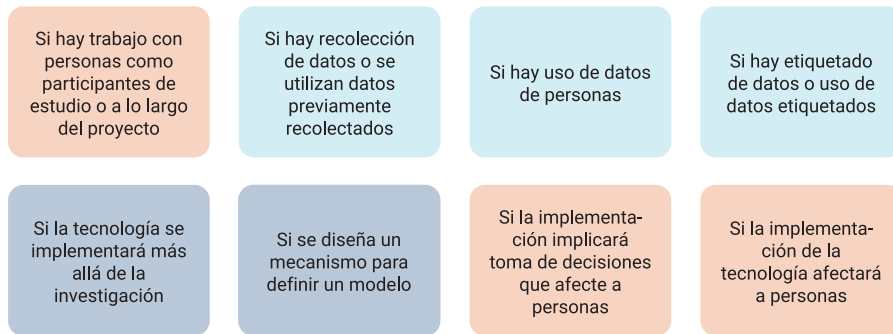 Si hay trabajo con
personas como
participantes de
estudio o a lo largo
del proyecto
Si hay recolección
de datos o se
utilizan datos
previamente
recolectados
Si hay uso de datos
de personas
Si hay etiquetado
de datos o uso de
datos etiquetados
Si la tecnología se
implementará más
allá de la
investigación
Si se diseña un
mecanismo para
definir un modelo
Si la implementa-
ción implicará
toma de decisiones
que afecte a
personas
Si la implementa-
ción de la
tecnología afectará
a personas